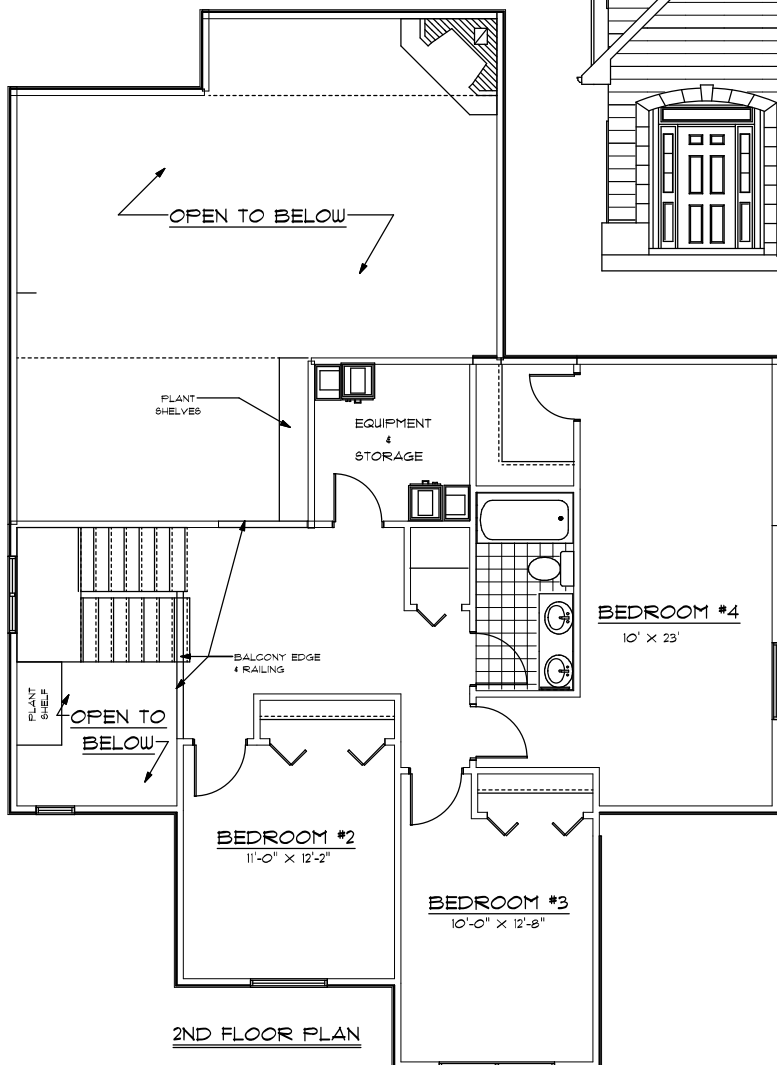 OPEN TO BELOW
PLANT
SHELVES
EQUIPMENT
&
STORAGE
BEDROOM #4
10' X 23'
BALCONY EDGE
& RAILING
PLANT
SHELF
OPEN TO
BELOW
BEDROOM #2
11'-0" X 12'-2"
BEDROOM #3
10'-0" X 12'-8"
2ND FLOOR PLAN